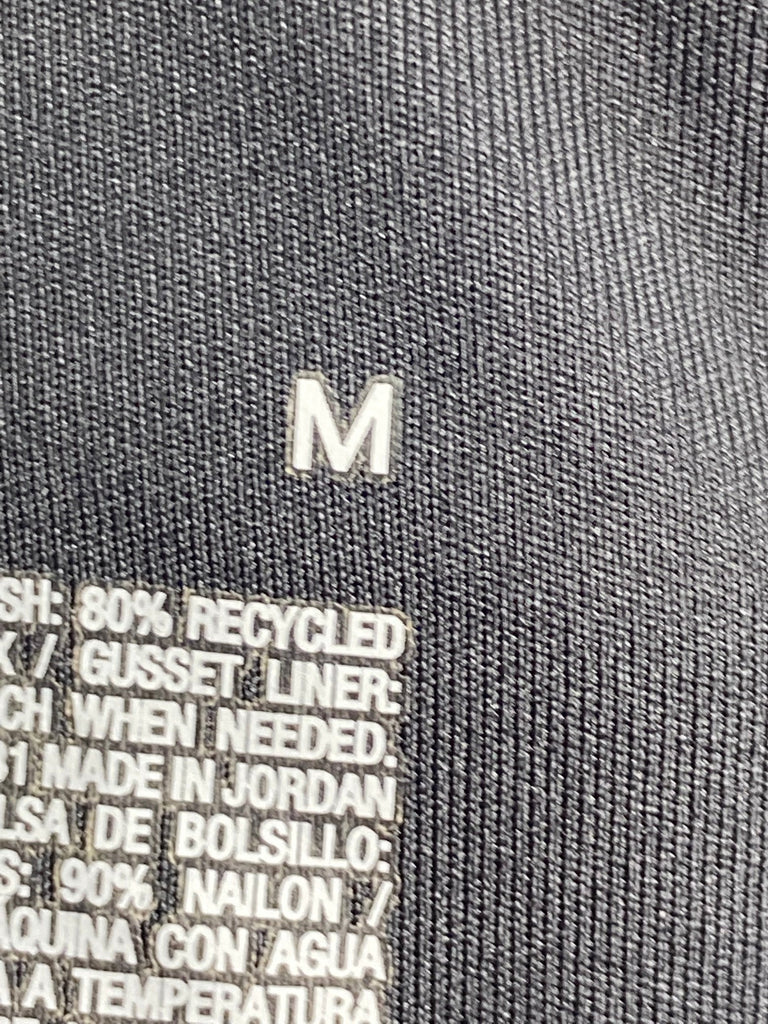 M
SH: 80% RECYCLED
X / GUSSET LINER:
CH WHEN NEEDED.
31 MADE IN JORDAN
LSA DE BOLSILLO:
S: 90% NAILON /
ÁQUINA CON AGUA
A A TEMPERATURA